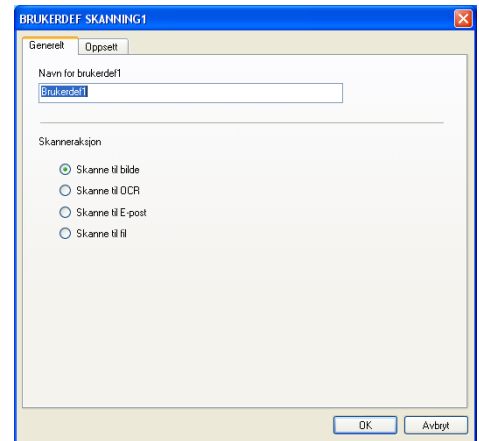 BRUKERDEF SKANNING1
Generelt Oppsett
Navn for brukerdef1
Brukerdef1
Skanneraksjon
Skanne til bilde
Skanne til OCR
Skanne til E-post
Skanne til fil
OK Avbryt